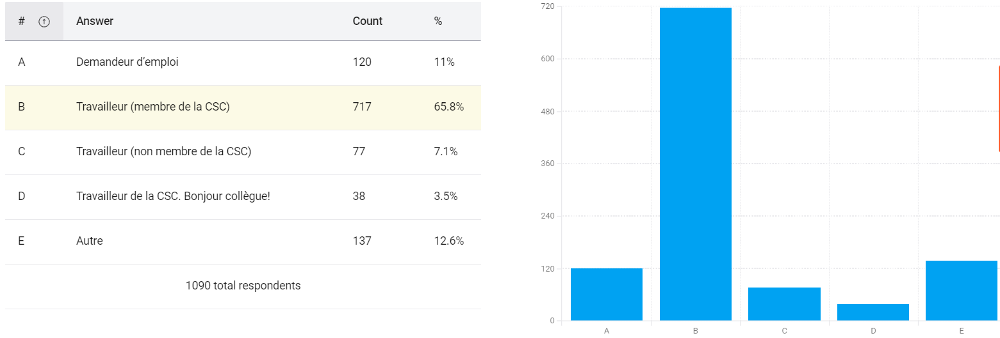 # Answer Count %
A Demandeur d’emploi 120 11%
B Travailleur (membre de la CSC) 717 65.8%
C Travailleur (non membre de la CSC) 77 7.1%
D Travailleur de la CSC. Bonjour collègue! 38 3.5%
E Autre 137 12.6%
1090 total respondents
720
600
480
360
240
120
0
A B C D E